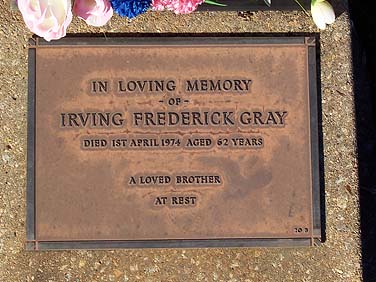 IN LOVING MEMORY
- OF -
IRVING FREDERICK GRAY
DIED 1ST APRIL 1974 AGED 62 YEARS
A LOVED BROTHER
AT REST